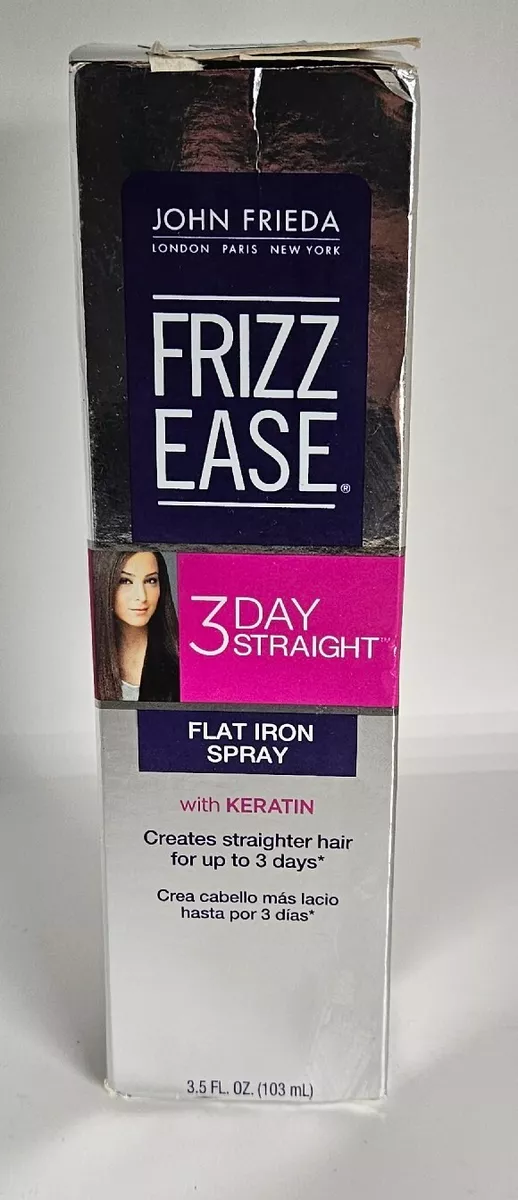 JOHN FRIEDA
LONDON PARIS NEW YORK
FRIZZ
EASE®
3 DAY
STRAIGHT™
FLAT IRON
SPRAY
with KERATIN
Creates straighter hair
for up to 3 days*
Crea cabello más lacio
hasta por 3 días*
3.5 FL. OZ. (103 mL)